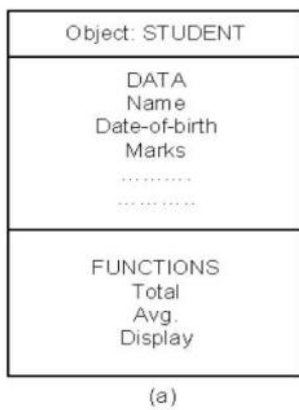 Object: STUDENT
DATA
Name
Date-of-birth
Marks
.........
..........
FUNCTIONS
Total
Avg.
Display
(a)